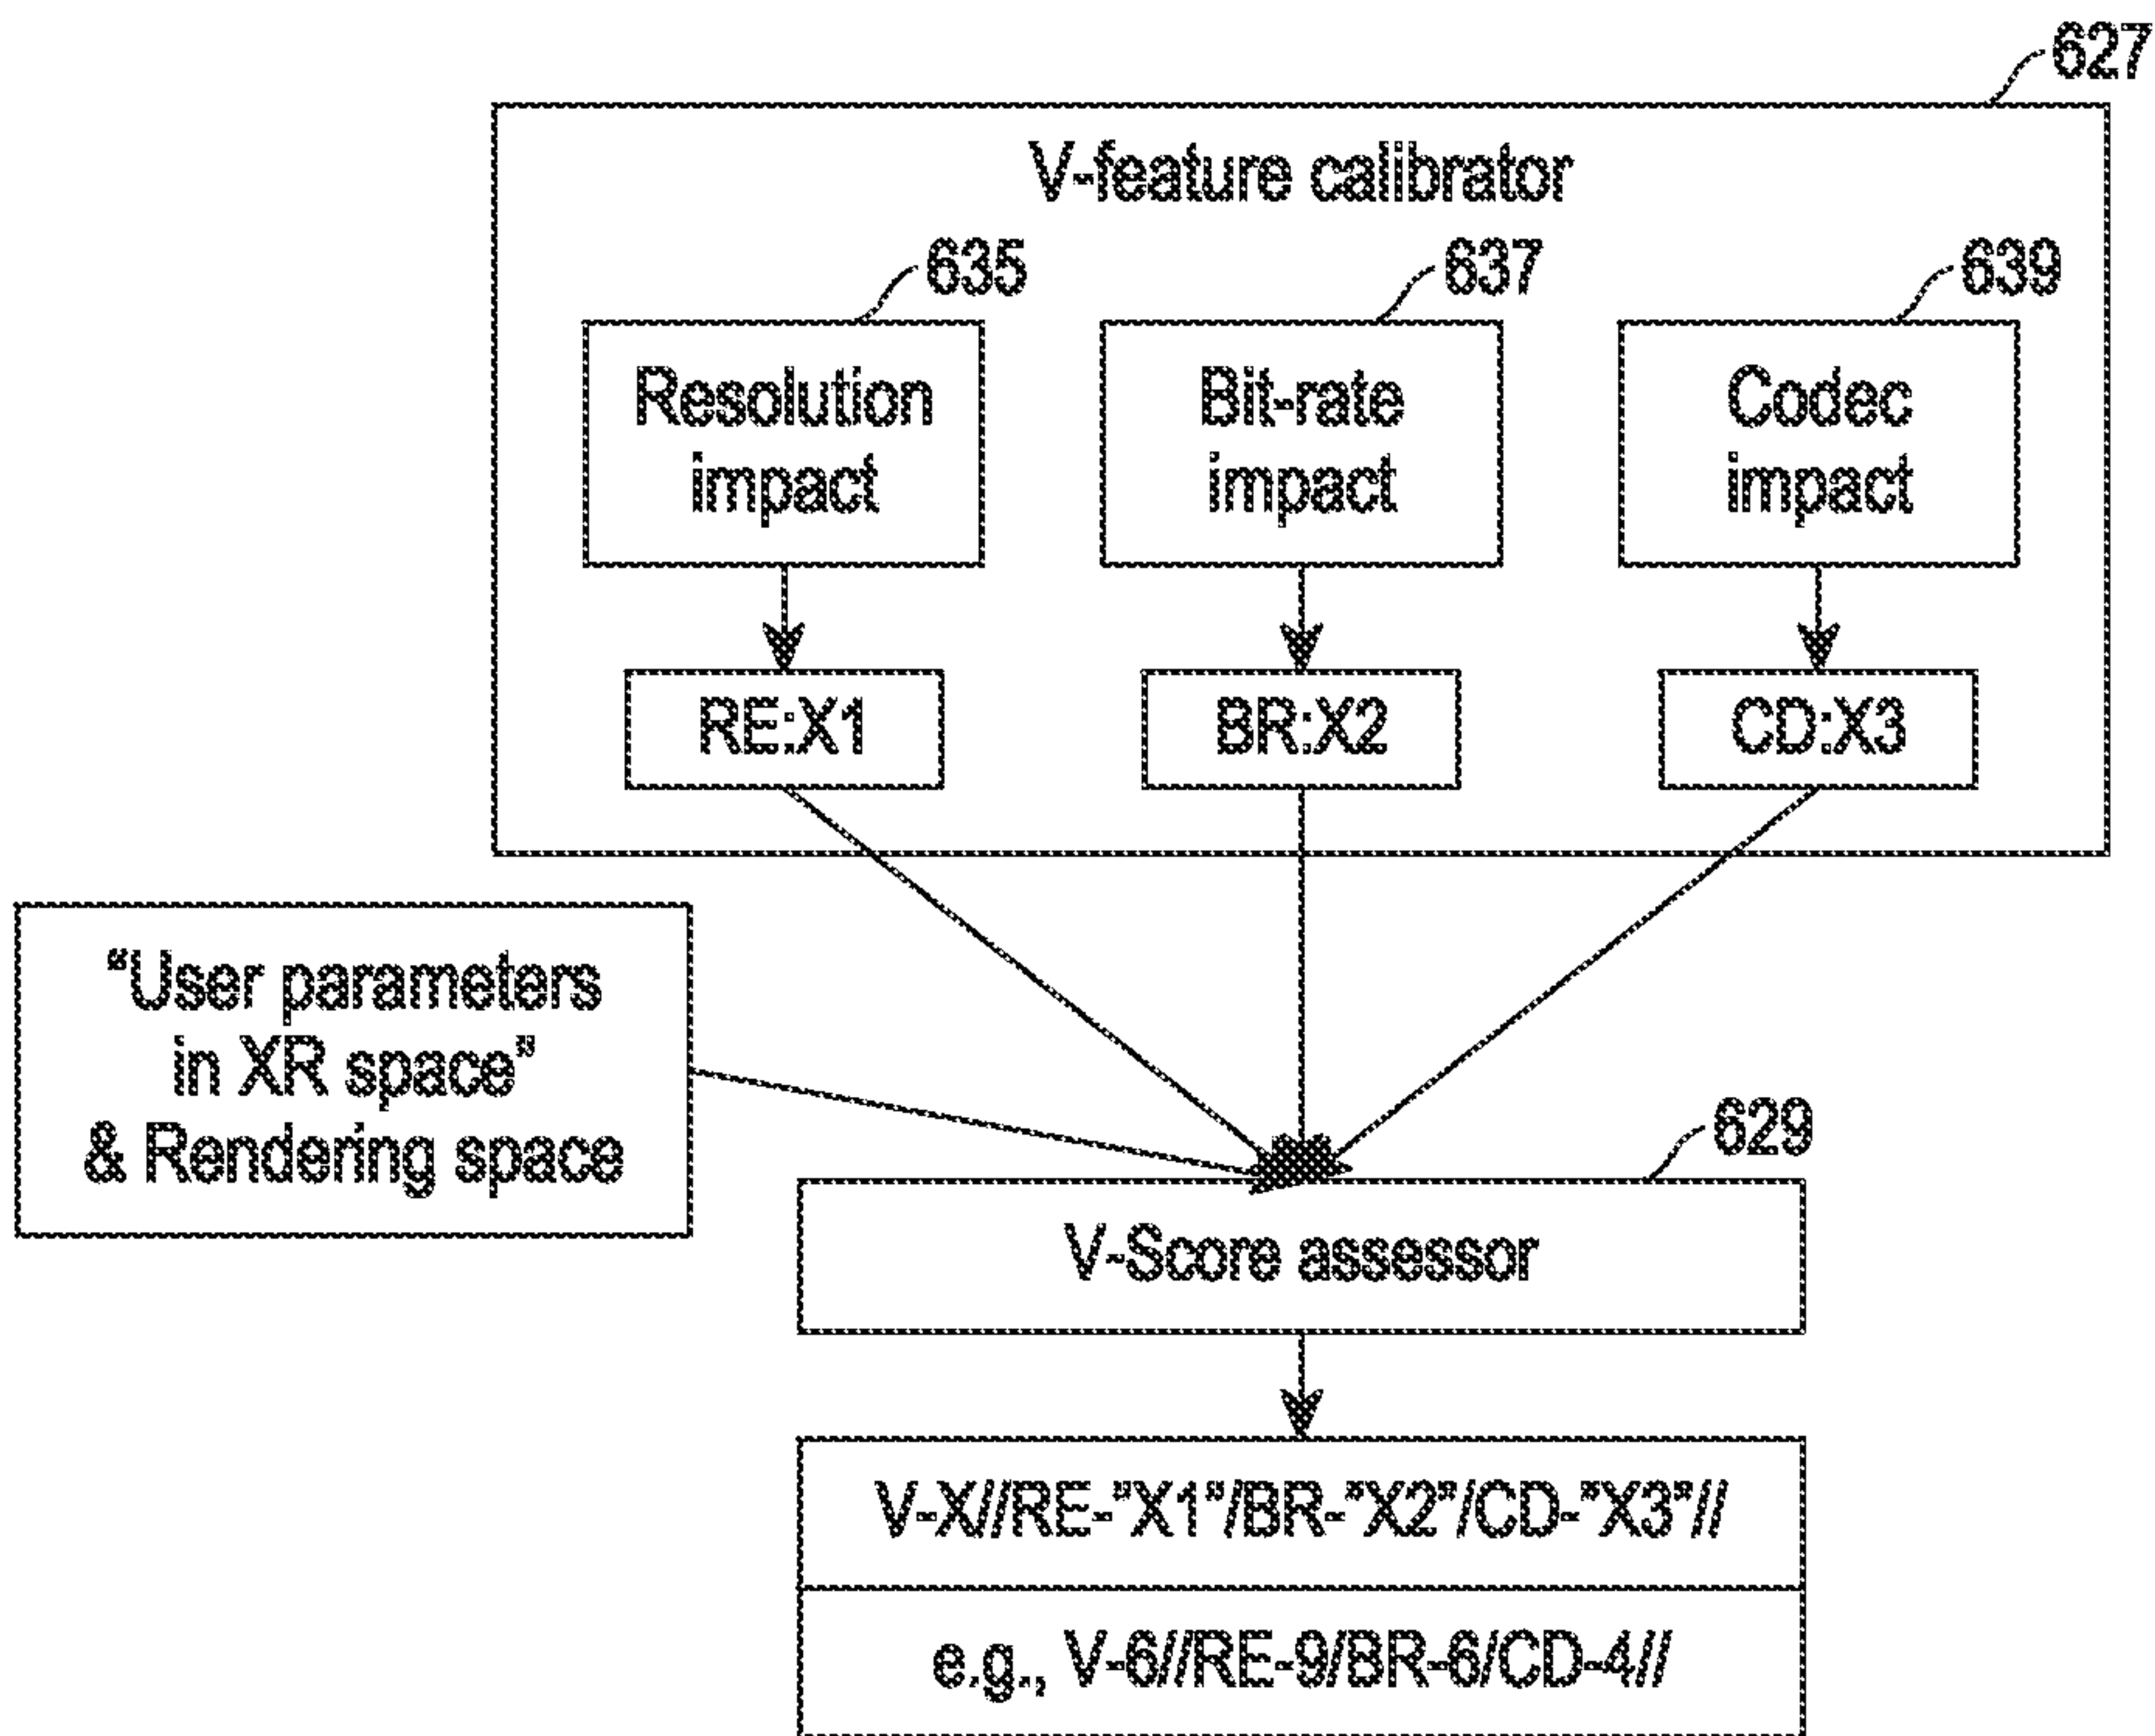 627
V-feature calibrator
635
637
639
Resolution
impact
Bit-rate
impact
Codec
impact
RE:X1
BR:X2
CD:X3
“User parameters
in XR space”
& Rendering space
629
V-Score assessor
V-X//RE-”X1”/BR-”X2”/CD-”X3”//
e.g., V-6//RE-9/BR-6/CD-4//